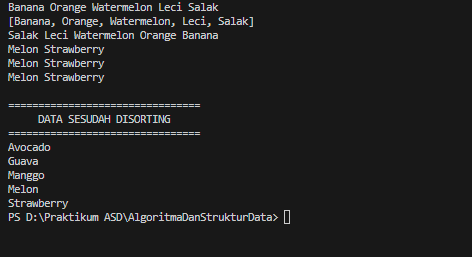 Banana Orange Watermelon Leci Salak
[Banana, Orange, Watermelon, Leci, Salak]
Salak Leci Watermelon Orange Banana
Melon Strawberry
Melon Strawberry
Melon Strawberry
================================
DATA SESUDAH DISORTING
================================
Avocado
Guava
Manggo
Melon
Strawberry
PS D:\Praktikum ASD\AlgoritmaDanStrukturData>